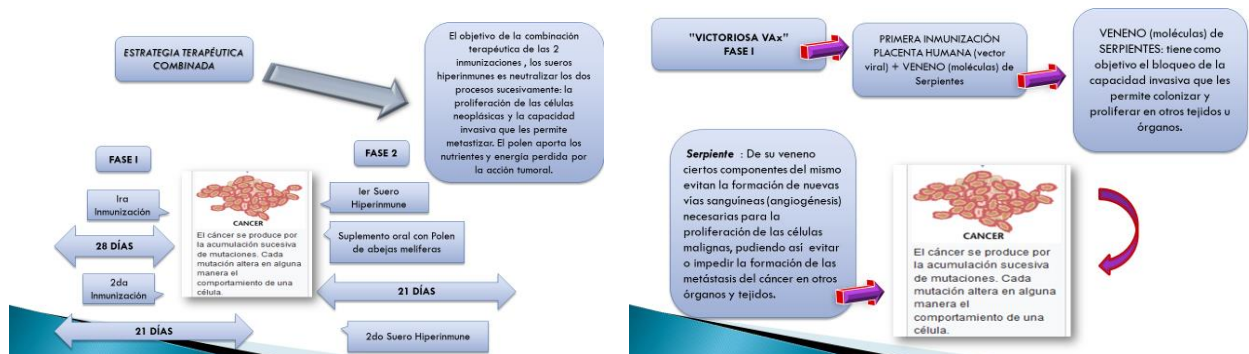 ESTRATEGIA TERAPÉUTICA
COMBINADA
El objetivo de la combinación
terapéutica de las 2
inmunizaciones , los sueros
hiperinmunes es neutralizar los dos
procesos sucesivamente: la
proliferación de las células
neoplásicas y la capacidad
invasiva que les permite
metastizar. El polen aporta los
nutrientes y energía perdida por
la acción tumoral.
FASE I
FASE 2
1ra
Inmunización
28 DÍAS
2da
Inmunización
21 DÍAS
CANCER
El cáncer se produce por
la acumulación sucesiva
de mutaciones. Cada
mutación altera en alguna
manera el
comportamiento de una
célula.
1er Suero
Hiperinmune
Suplemento oral con Polen
de abejas melíferas
21 DÍAS
2do Suero Hiperinmune
"VICTORIOSA VAx"
FASE I
PRIMERA INMUNIZACIÓN
PLACENTA HUMANA (vector
viral) + VENENO (moléculas) de
Serpientes
VENENO (moléculas) de
SERPIENTES: tiene como
objetivo el bloqueo de la
capacidad invasiva que les
permite colonizar y
proliferar en otros tejidos u
órganos.
Serpiente : De su veneno
ciertos componentes del mismo
evitan la formación de nuevas
vías sanguíneas (angiogénesis)
necesarias para la
proliferación de las células
malignas, pudiendo así evitar
o impedir la formación de las
metástasis del cáncer en otros
órganos y tejidos.
CANCER
El cáncer se produce por
la acumulación sucesiva
de mutaciones. Cada
mutación altera en alguna
manera el
comportamiento de una
célula.